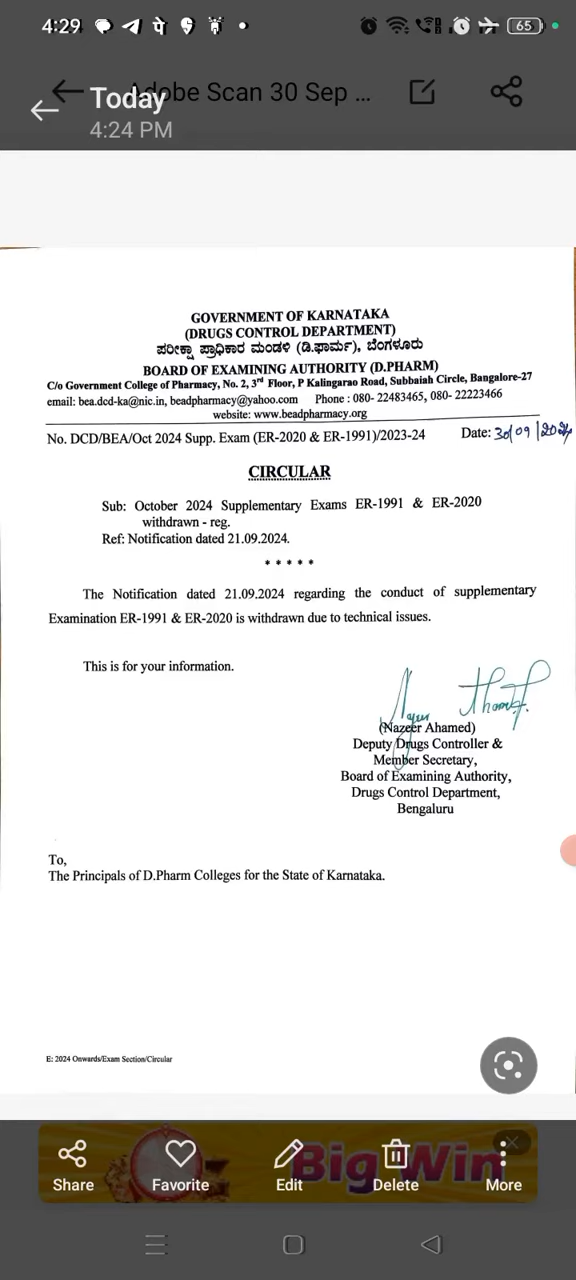 4:29
65
Adobe Scan 30 Sep ...
Today
4:24 PM
GOVERNMENT OF KARNATAKA
(DRUGS CONTROL DEPARTMENT)
ಪರೀಕ್ಷಾ ಪ್ರಾಧಿಕಾರ ಮಂಡಳಿ (ಡಿ.ಫಾರ್ಮ), ಬೆಂಗಳೂರು
BOARD OF EXAMINING AUTHORITY (D.PHARM)
C/o Government College of Pharmacy, No. 2, 3rd Floor, P Kalingarao Road, Subbaiah Circle, Bangalore-27
email: bea.dcd-ka@nic.in, beadpharmacy@yahoo.com Phone : 080- 22483465, 080- 22223466
website: www.beadpharmacy.org
No. DCD/BEA/Oct 2024 Supp. Exam (ER-2020 & ER-1991)/2023-24 Date: 30/09/2024
CIRCULAR
Sub: October 2024 Supplementary Exams ER-1991 & ER-2020
withdrawn - reg.
Ref: Notification dated 21.09.2024.
* * * * *
The Notification dated 21.09.2024 regarding the conduct of supplementary
Examination ER-1991 & ER-2020 is withdrawn due to technical issues.
This is for your information.
(Nazeer Ahamed)
Deputy Drugs Controller &
Member Secretary,
Board of Examining Authority,
Drugs Control Department,
Bengaluru
To,
The Principals of D.Pharm Colleges for the State of Karnataka.
E: 2024 Onwards/Exam Section/Circular
Big Win
Share Favorite Edit Delete More